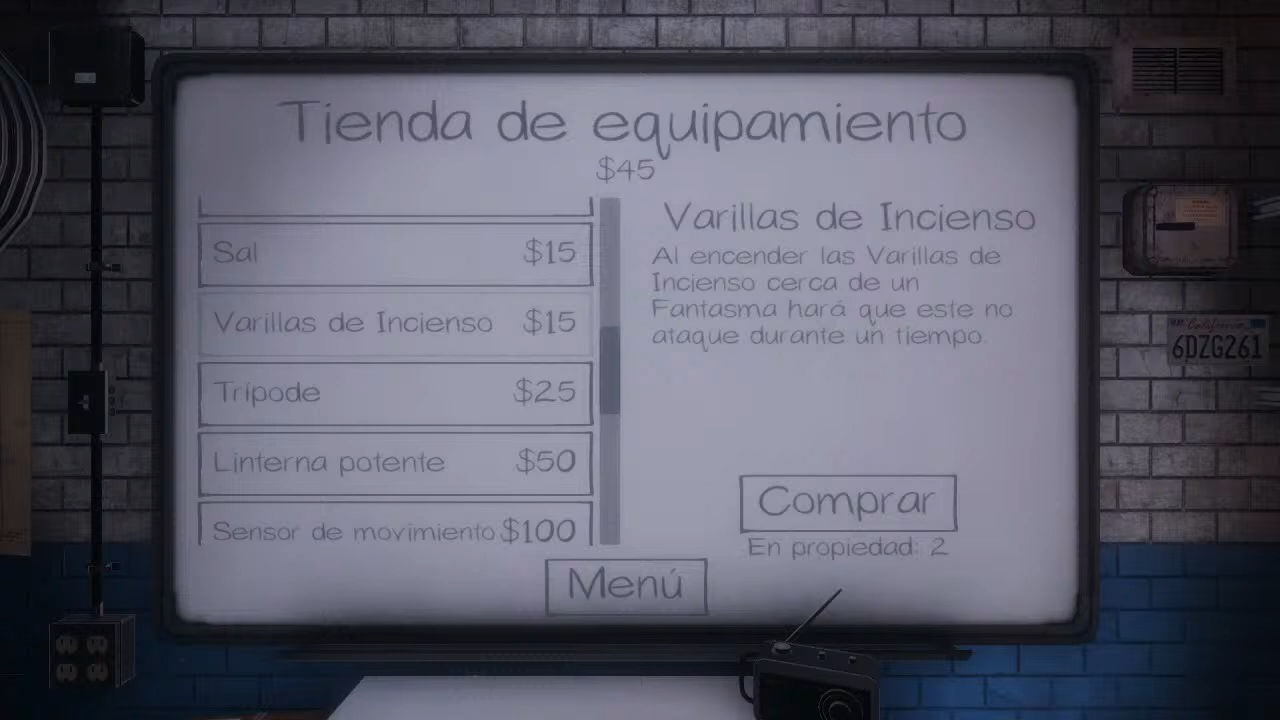 Tienda de equipamiento
$45
Sal $15
Varillas de Incienso $15
Trípode $25
Linterna potente $50
Sensor de movimiento $100
Varillas de Incienso
Al encender las Varillas de
Incienso cerca de un
Fantasma hará que este no
ataque durante un tiempo.
Comprar
En propiedad: 2
Menú
California
6DZG261